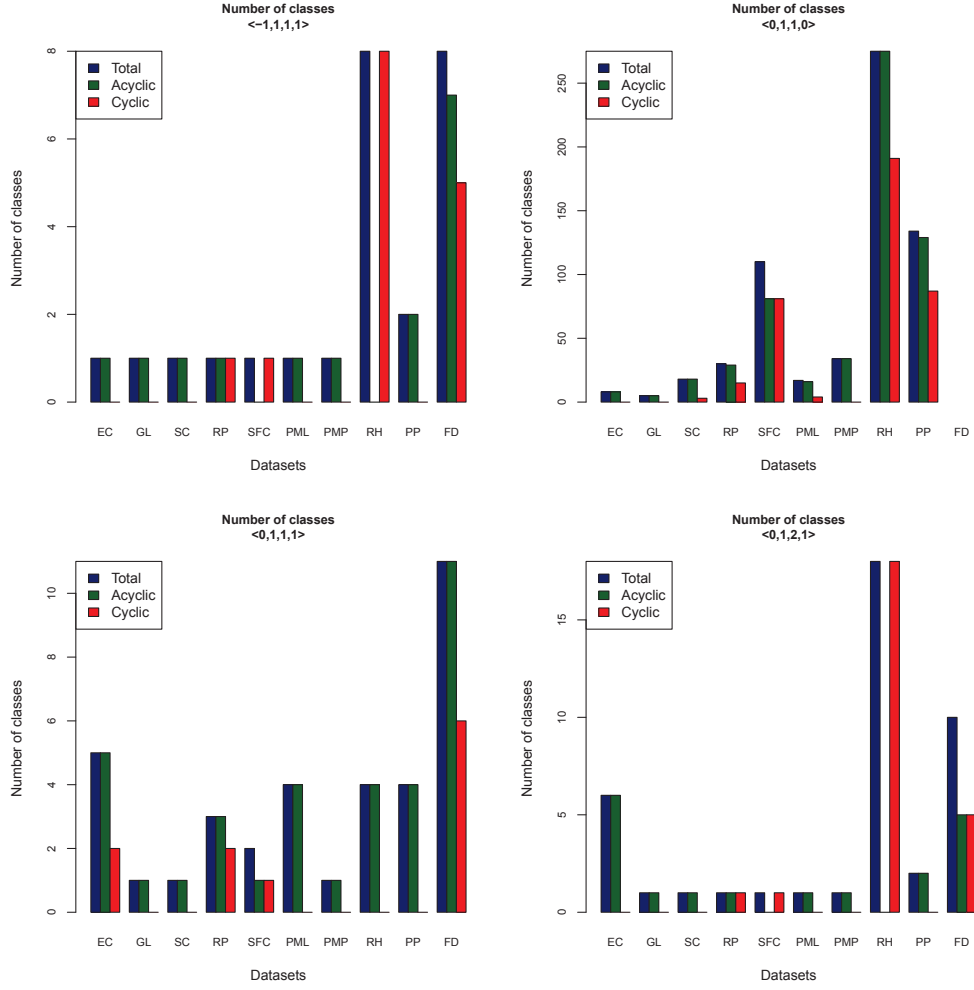 Number of classes
<−1,1,1,1>
Total
Acyclic
Cyclic
Number of classes
8
6
4
2
0
EC GL SC RP SFC PML PMP RH PP FD
Datasets
Number of classes
<0,1,1,0>
Total
Acyclic
Cyclic
Number of classes
250
200
150
100
50
0
EC GL SC RP SFC PML PMP RH PP FD
Datasets
Number of classes
<0,1,1,1>
Total
Acyclic
Cyclic
Number of classes
10
8
6
4
2
0
EC GL SC RP SFC PML PMP RH PP FD
Datasets
Number of classes
<0,1,2,1>
Total
Acyclic
Cyclic
Number of classes
15
10
5
0
EC GL SC RP SFC PML PMP RH PP FD
Datasets